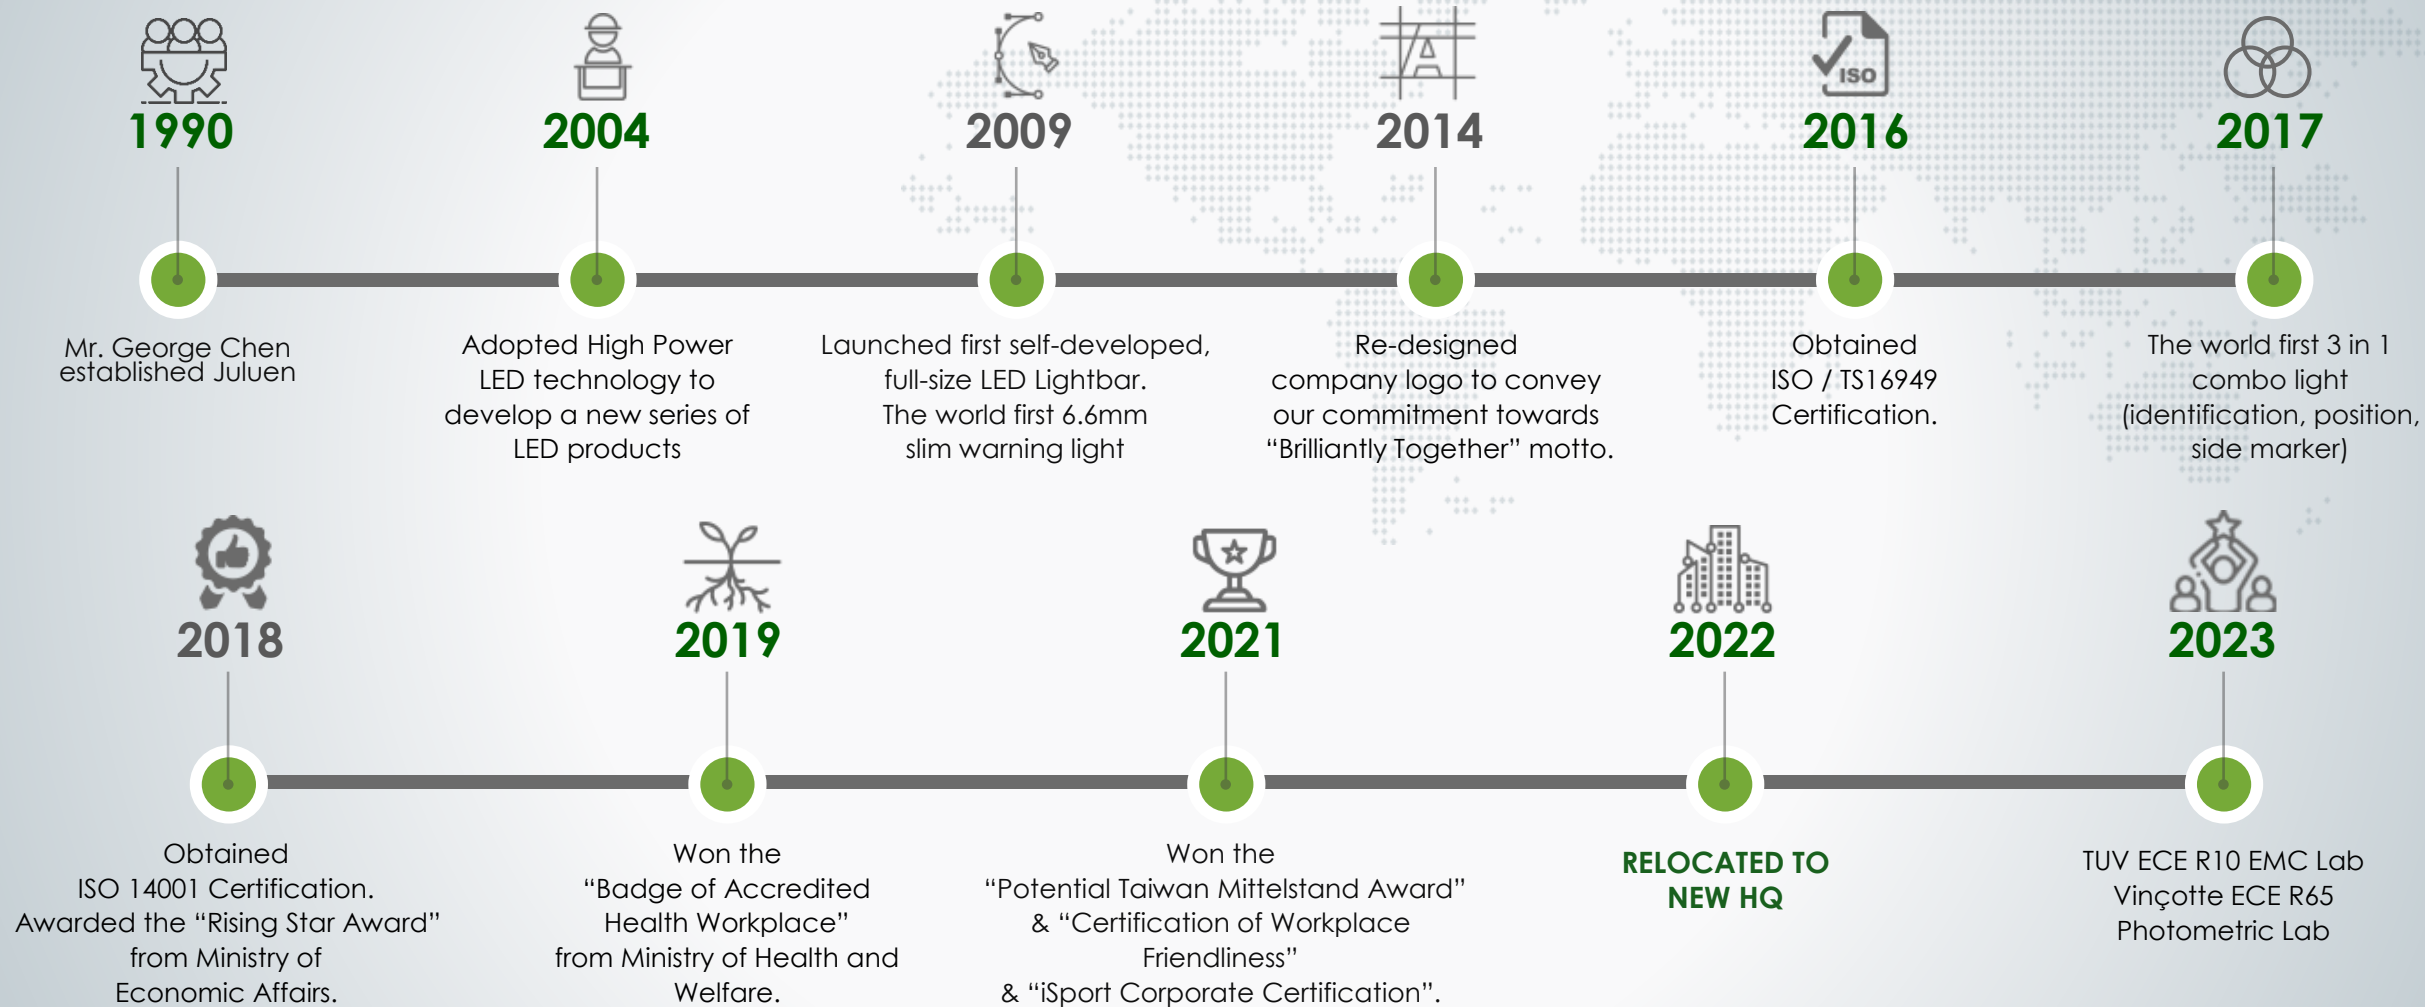 1990
2004
2009
2014
ISO
2016
2017
Mr. George Chen
established Juluen
Adopted High Power
LED technology to
develop a new series of
LED products
Launched first self-developed,
full-size LED Lightbar.
The world first 6.6mm
slim warning light
Re-designed
company logo to convey
our commitment towards
“Brilliantly Together” motto.
Obtained
ISO / TS16949
Certification.
The world first 3 in 1
combo light
(identification, position,
side marker)
2018
2019
2021
2022
2023
Obtained
ISO 14001 Certification.
Awarded the “Rising Star Award”
from Ministry of
Economic Affairs.
Won the
“Badge of Accredited
Health Workplace”
from Ministry of Health and
Welfare.
Won the
“Potential Taiwan Mittelstand Award”
& “Certification of Workplace
Friendliness”
& “iSport Corporate Certification”.
RELOCATED TO
NEW HQ
TUV ECE R10 EMC Lab
Vinçotte ECE R65
Photometric Lab